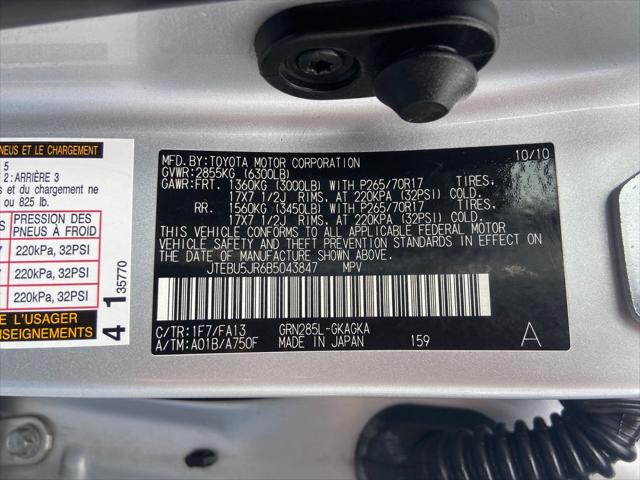 PNEUS ET LE CHARGEMENT
5
2 : ARRIÈRE 3
s et du chargement ne
ou 825 lb.
PRESSION DES
PNEUS À FROID
220kPa, 32PSI
220kPa, 32PSI
220kPa, 32PSI
E L'USAGER
NSEIGNEMENTS
4 1 35770
MFD. BY:TOYOTA MOTOR CORPORATION 10/10
GVWR:2855KG (6300LB)
GAWR:FRT. 1360KG (3000LB) WITH P265/70R17 TIRES,
17X7 1/2J RIMS, AT 220KPA (32PSI) COLD.
RR. 1560KG (3450LB) WITH P265/70R17 TIRES,
17X7 1/2J RIMS, AT 220KPA (32PSI) COLD.
THIS VEHICLE CONFORMS TO ALL APPLICABLE FEDERAL MOTOR
VEHICLE SAFETY AND THEFT PREVENTION STANDARDS IN EFFECT ON
THE DATE OF MANUFACTURE SHOWN ABOVE.
JTEBU5JR6B5043847 MPV
C/TR:1F7/FA13 GRN285L-GKAGKA
A/TM:A01B/A750F MADE IN JAPAN 159 A